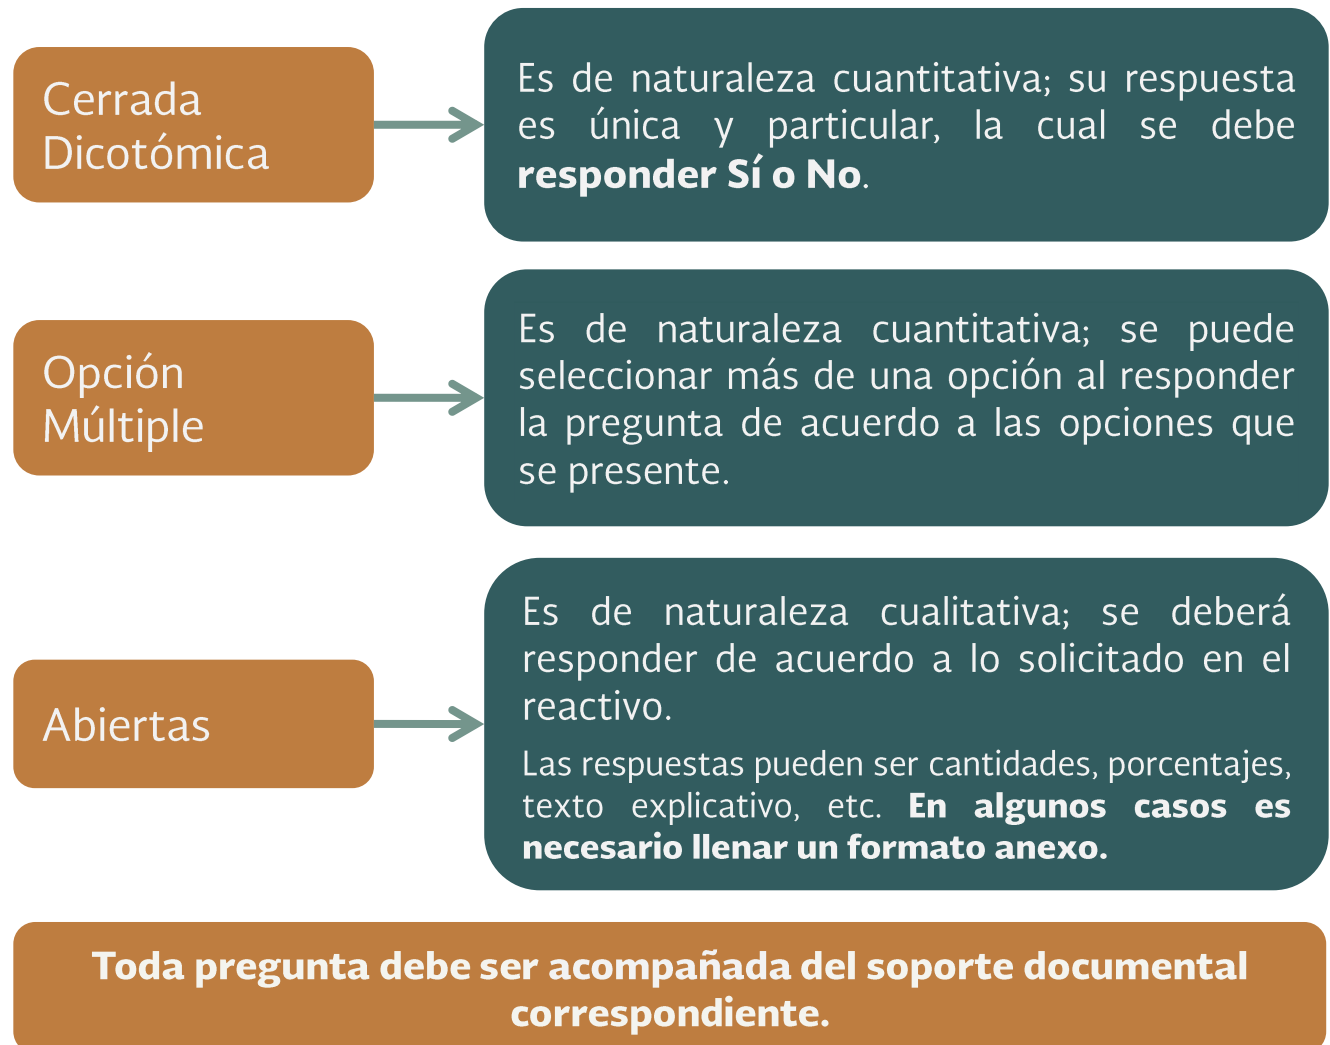 Cerrada
Dicotómica
Es de naturaleza cuantitativa; su respuesta
es única y particular, la cual se debe
responder Sí o No.
Opción
Múltiple
Es de naturaleza cuantitativa; se puede
seleccionar más de una opción al responder
la pregunta de acuerdo a las opciones que
se presente.
Abiertas
Es de naturaleza cualitativa; se deberá
responder de acuerdo a lo solicitado en el
reactivo.
Las respuestas pueden ser cantidades, porcentajes,
texto explicativo, etc. En algunos casos es
necesario llenar un formato anexo.
Toda pregunta debe ser acompañada del soporte documental
correspondiente.